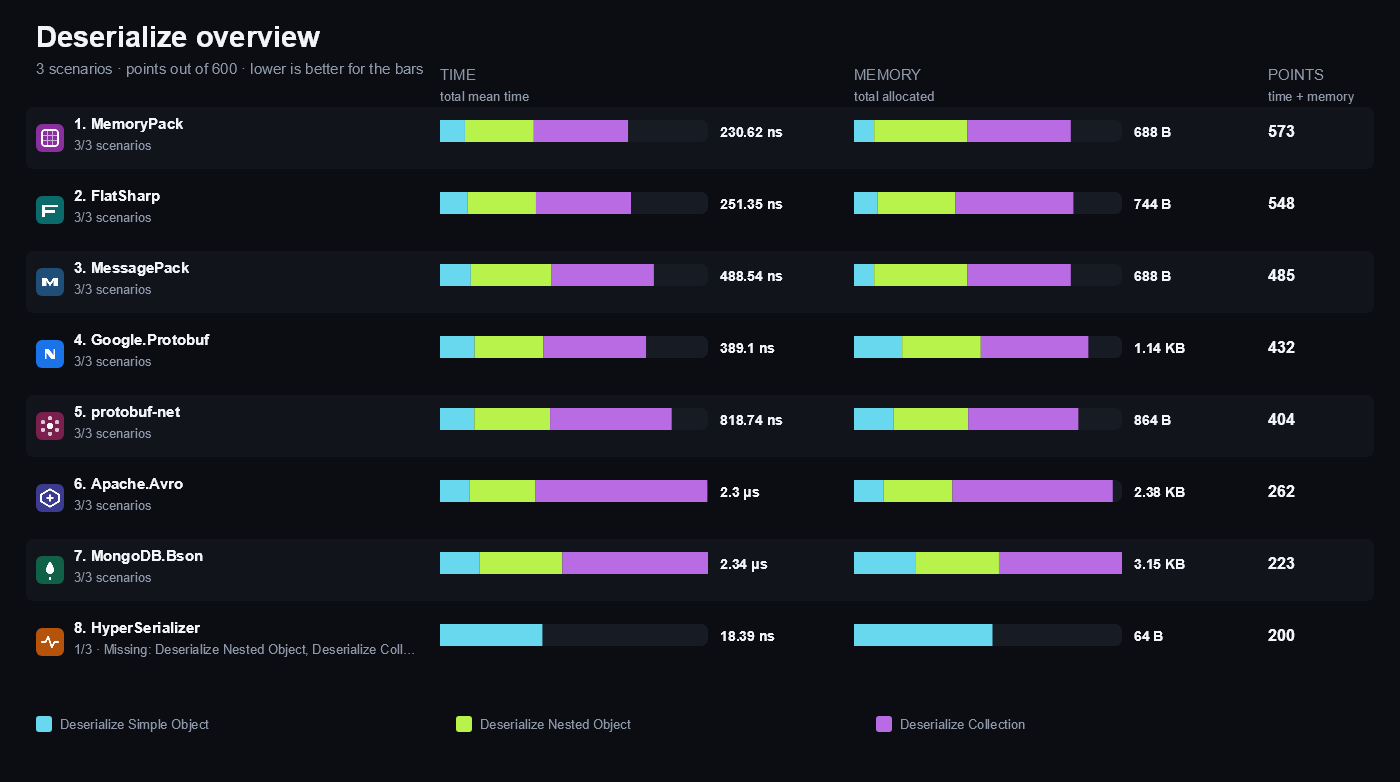 Deserialize overview
3 scenarios · points out of 600 · lower is better for the bars
TIME
total mean time
MEMORY
total allocated
POINTS
time + memory
1. MemoryPack
3/3 scenarios
230.62 ns
688 B
573
2. FlatSharp
3/3 scenarios
251.35 ns
744 B
548
3. MessagePack
3/3 scenarios
488.54 ns
688 B
485
4. Google.Protobuf
3/3 scenarios
389.1 ns
1.14 KB
432
5. protobuf-net
3/3 scenarios
818.74 ns
864 B
404
6. Apache.Avro
3/3 scenarios
2.3 μs
2.38 KB
262
7. MongoDB.Bson
3/3 scenarios
2.34 μs
3.15 KB
223
8. HyperSerializer
1/3 · Missing: Deserialize Nested Object, Deserialize Coll...
18.39 ns
64 B
200
Deserialize Simple Object
Deserialize Nested Object
Deserialize Collection